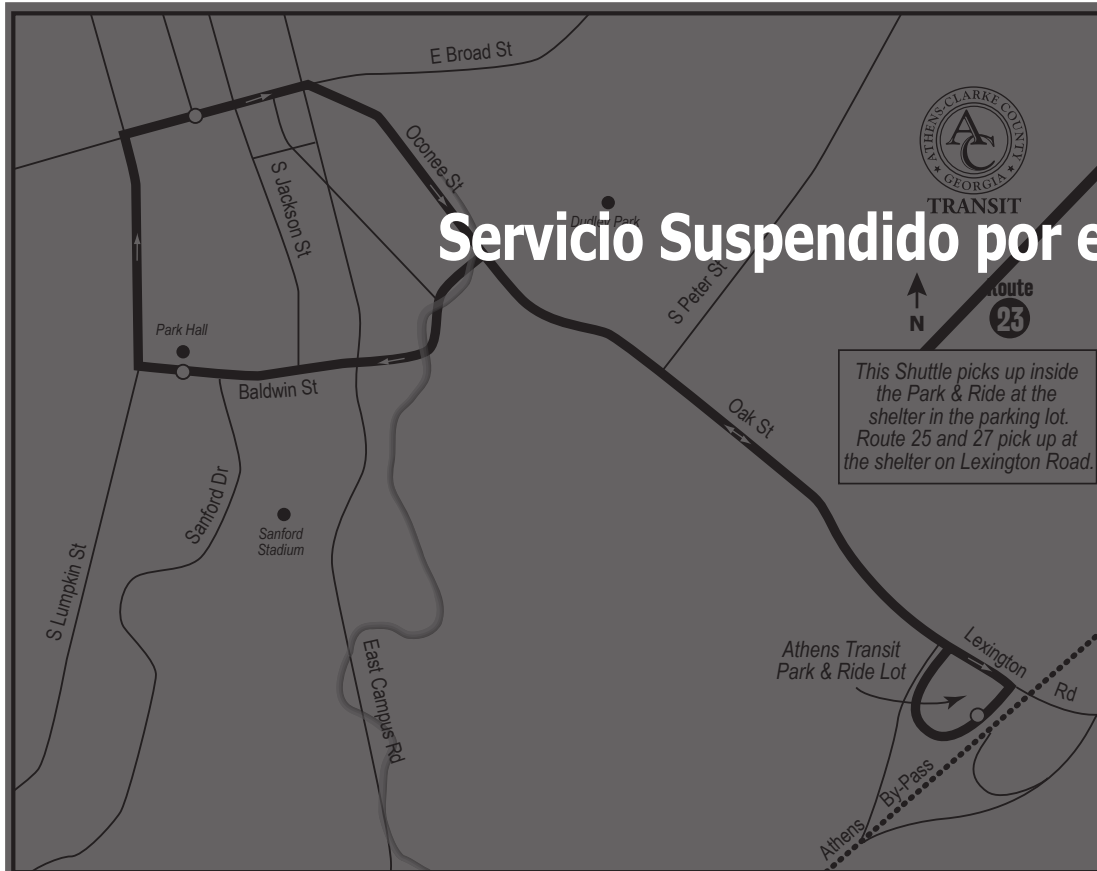 E Broad St
Oconee St
S Jackson St
ATHENS-CLARKE COUNTY
AC
GEORGIA
TRANSIT
Dudley Park
Servicio Suspendido por e
S Peter St
N
Route
23
Park Hall
Baldwin St
This Shuttle picks up inside
the Park & Ride at the
shelter in the parking lot.
Route 25 and 27 pick up at
the shelter on Lexington Road.
Oak St
Sanford Dr
Sanford
Stadium
S Lumpkin St
East Campus Rd
Athens Transit
Park & Ride Lot
Lexington
Rd
Athens
By-Pass